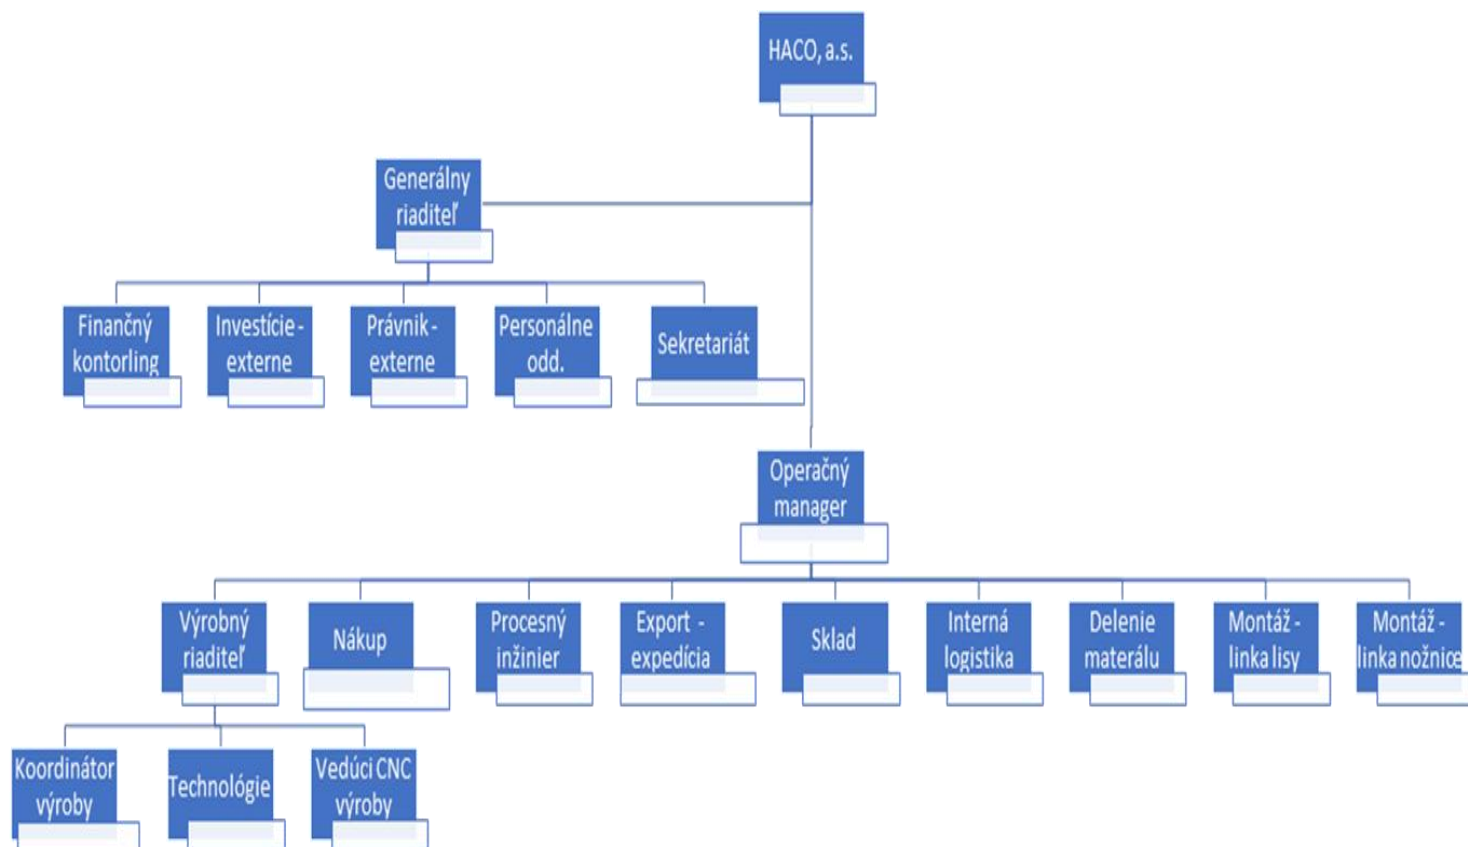 HACO, a.s.
Generálny
riaditeľ
Finančný
kontorling
Investície -
externe
Právnik -
externe
Personálne
odd.
Sekretariát
Operačný
manager
Výrobný
riaditeľ
Nákup
Procesný
inžinier
Export -
expedícia
Sklad
Interná
logistika
Delenie
materálu
Montáž -
linka lisy
Montáž -
linka nožnice
Koordinátor
výroby
Technológie
Vedúci CNC
výroby